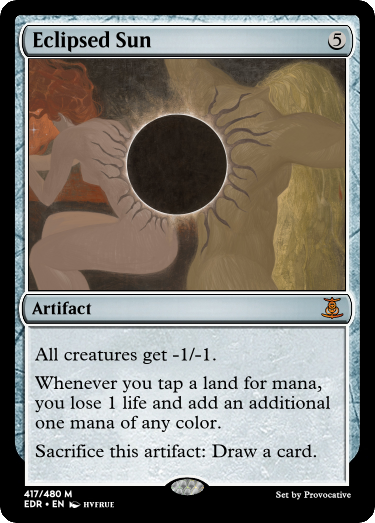 Eclipsed Sun 5
Artifact
All creatures get -1/-1.
Whenever you tap a land for mana,
you lose 1 life and add an additional
one mana of any color.
Sacrifice this artifact: Draw a card.
417/480 M
EDR • EN HVFRUE
Set by Provocative